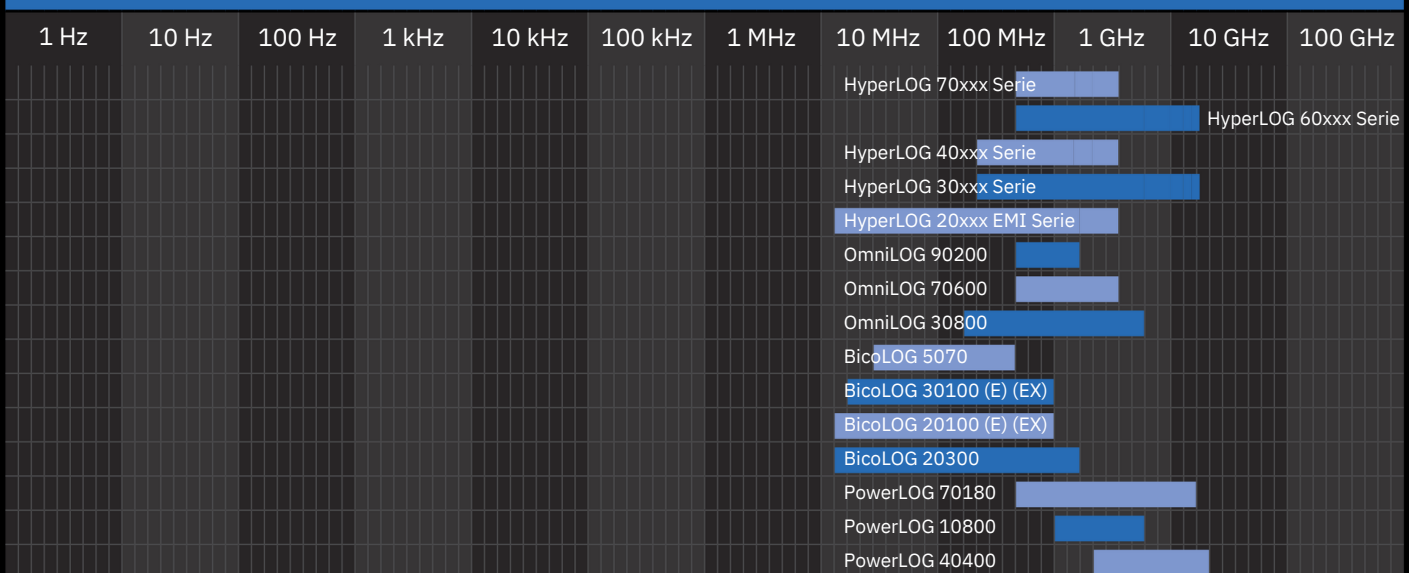 1 Hz 10 Hz 100 Hz 1 kHz 10 kHz 100 kHz 1 MHz 10 MHz 100 MHz 1 GHz 10 GHz 100 GHz
HyperLOG 70xxx Serie
HyperLOG 60xxx Serie
HyperLOG 40xxx Serie
HyperLOG 30xxx Serie
HyperLOG 20xxx EMI Serie
OmniLOG 90200
OmniLOG 70600
OmniLOG 30800
BicoLOG 5070
BicoLOG 30100 (E) (EX)
BicoLOG 20100 (E) (EX)
BicoLOG 20300
PowerLOG 70180
PowerLOG 10800
PowerLOG 40400